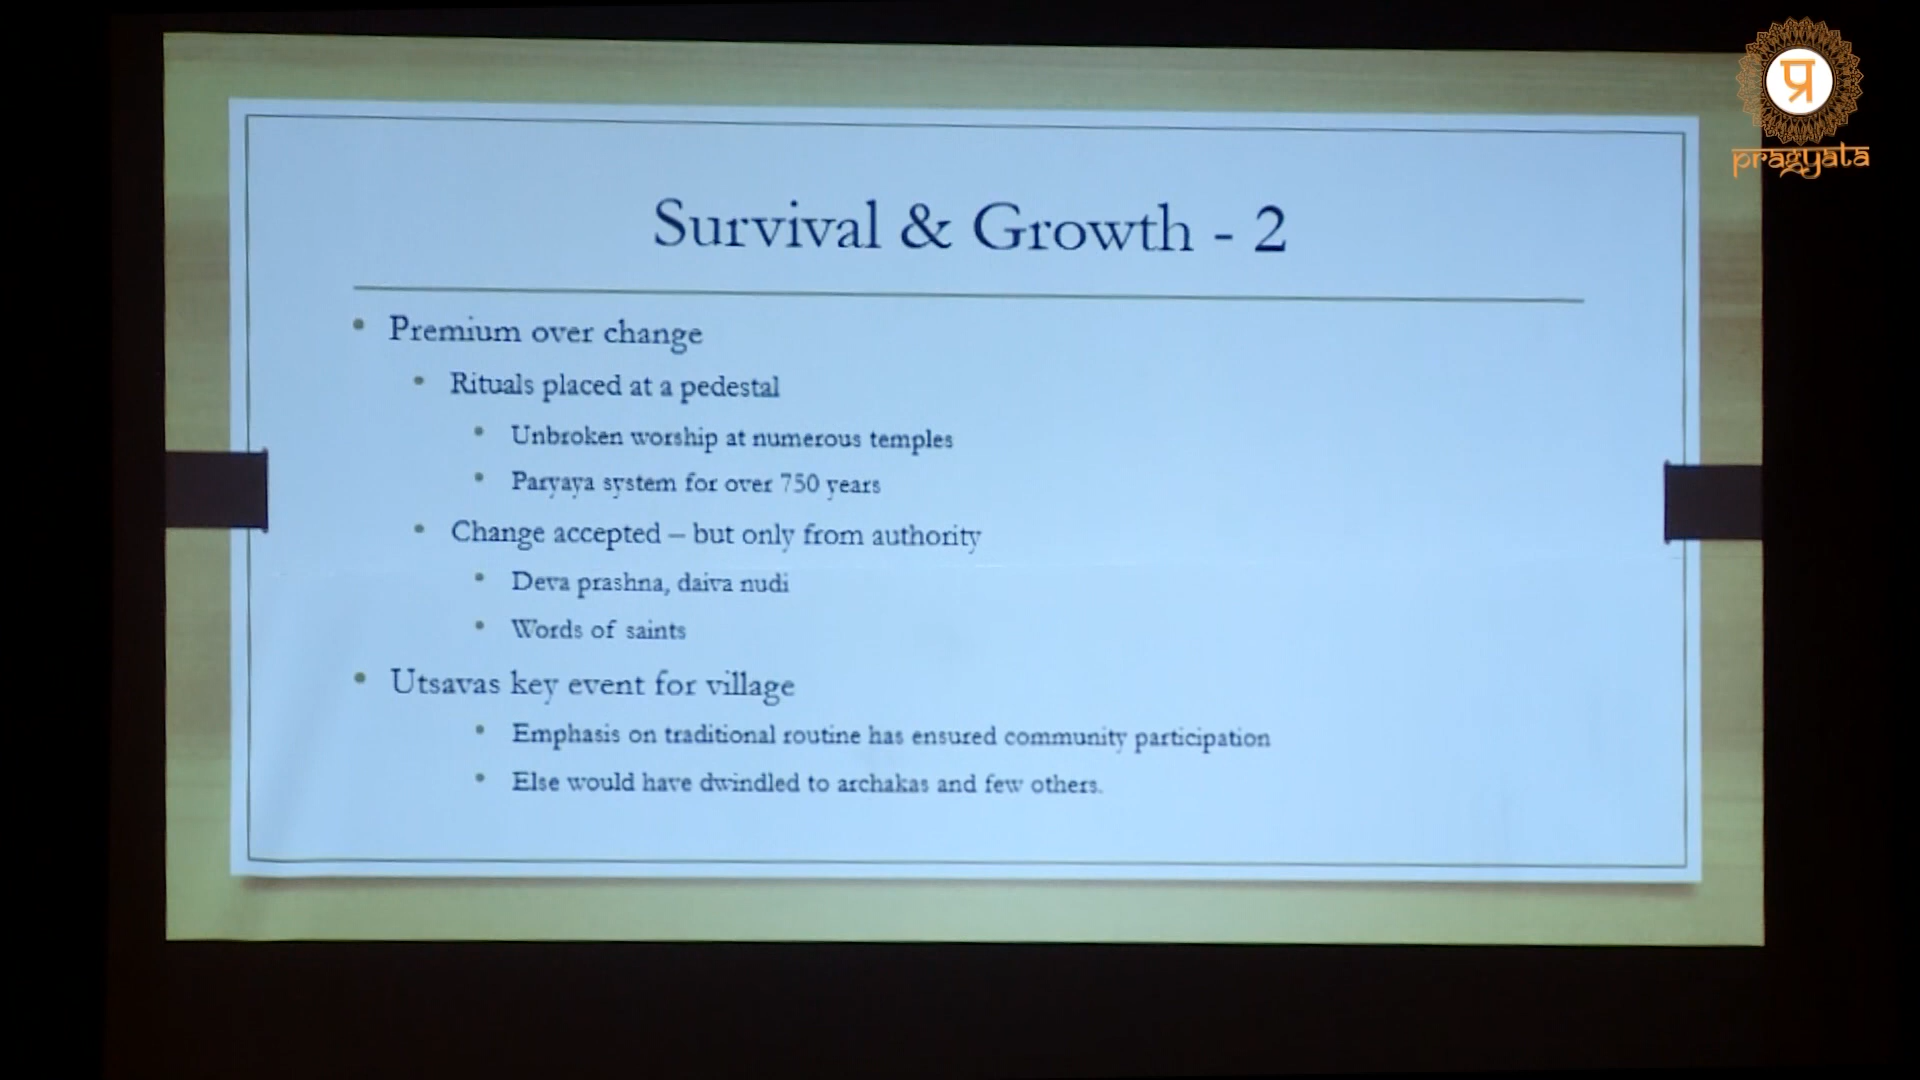 प्र
pragyata
Survival & Growth - 2
• Premium over change
• Rituals placed at a pedestal
• Unbroken worship at numerous temples
• Paryaya system for over 750 years
• Change accepted – but only from authority
• Deva prashna, daiva nudi
• Words of saints
• Utsavas key event for village
• Emphasis on traditional routine has ensured community participation
• Else would have dwindled to archakas and few others.